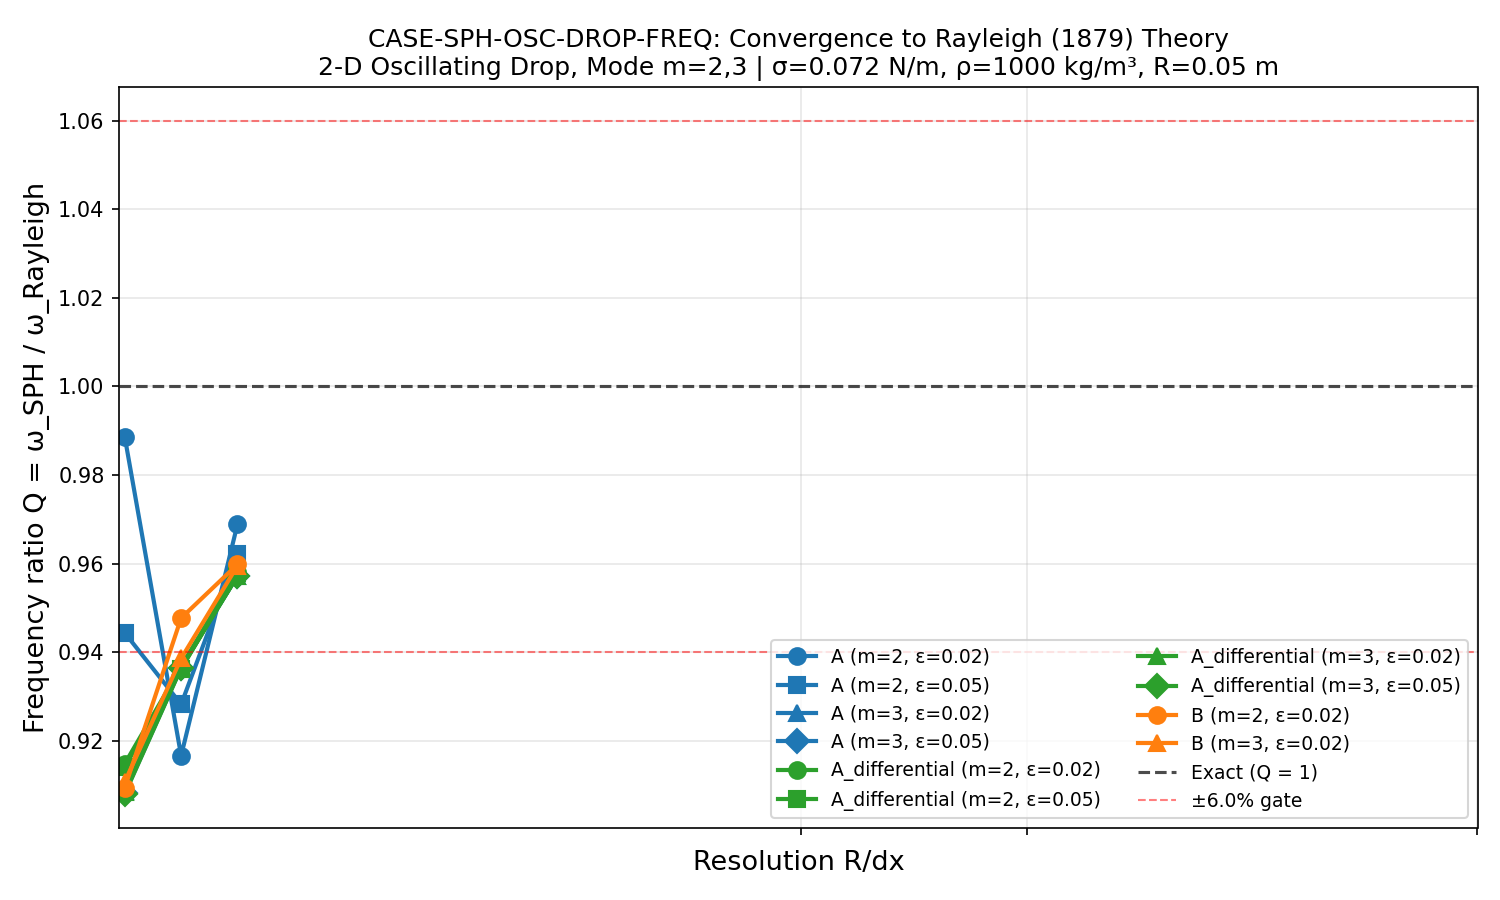 CASE-SPH-OSC-DROP-FREQ: Convergence to Rayleigh (1879) Theory
2-D Oscillating Drop, Mode m=2,3 | σ=0.072 N/m, ρ=1000 kg/m³, R=0.05 m
Frequency ratio Q = ω_SPH / ω_Rayleigh
1.06
1.04
1.02
1.00
0.98
0.96
0.94
0.92
A (m=2, ε=0.02)
A (m=2, ε=0.05)
A (m=3, ε=0.02)
A (m=3, ε=0.05)
A_differential (m=2, ε=0.02)
A_differential (m=2, ε=0.05)
A_differential (m=3, ε=0.02)
A_differential (m=3, ε=0.05)
B (m=2, ε=0.02)
B (m=3, ε=0.02)
Exact (Q = 1)
±6.0% gate
Resolution R/dx